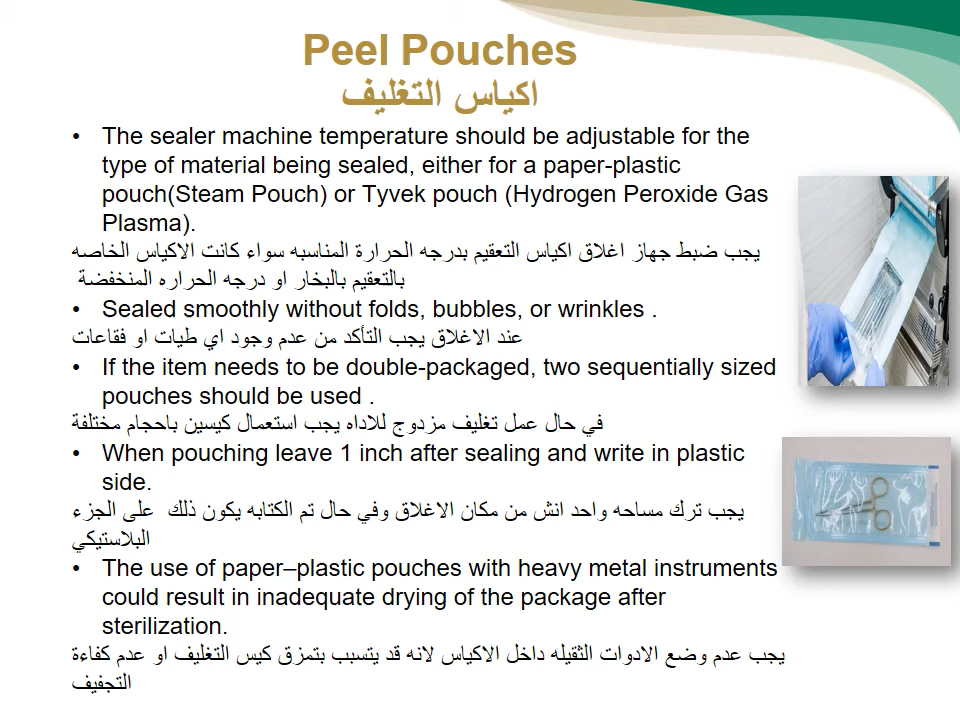 Peel Pouches
اكياس التغليف
• The sealer machine temperature should be adjustable for the
type of material being sealed, either for a paper-plastic
pouch(Steam Pouch) or Tyvek pouch (Hydrogen Peroxide Gas
Plasma).
يجب ضبط جهاز اغلاق اكياس التعقيم بدرجه الحرارة المناسبه سواء كانت الاكياس الخاصه
بالتعقيم بالبخار او درجه الحراره المنخفضة
• Sealed smoothly without folds, bubbles, or wrinkles .
عند الاغلاق يجب التأكد من عدم وجود اي طيات او فقاعات
• If the item needs to be double-packaged, two sequentially sized
pouches should be used .
في حال عمل تغليف مزدوج للاداه يجب استعمال كيسين باحجام مختلفة
• When pouching leave 1 inch after sealing and write in plastic
side.
يجب ترك مساحه واحد انش من مكان الاغلاق وفي حال تم الكتابه يكون ذلك على الجزء
البلاستيكي
• The use of paper–plastic pouches with heavy metal instruments
could result in inadequate drying of the package after
sterilization.
يجب عدم وضع الادوات الثقيله داخل الاكياس لانه قد يتسبب بتمزق كيس التغليف او عدم كفاءة
التجفيف